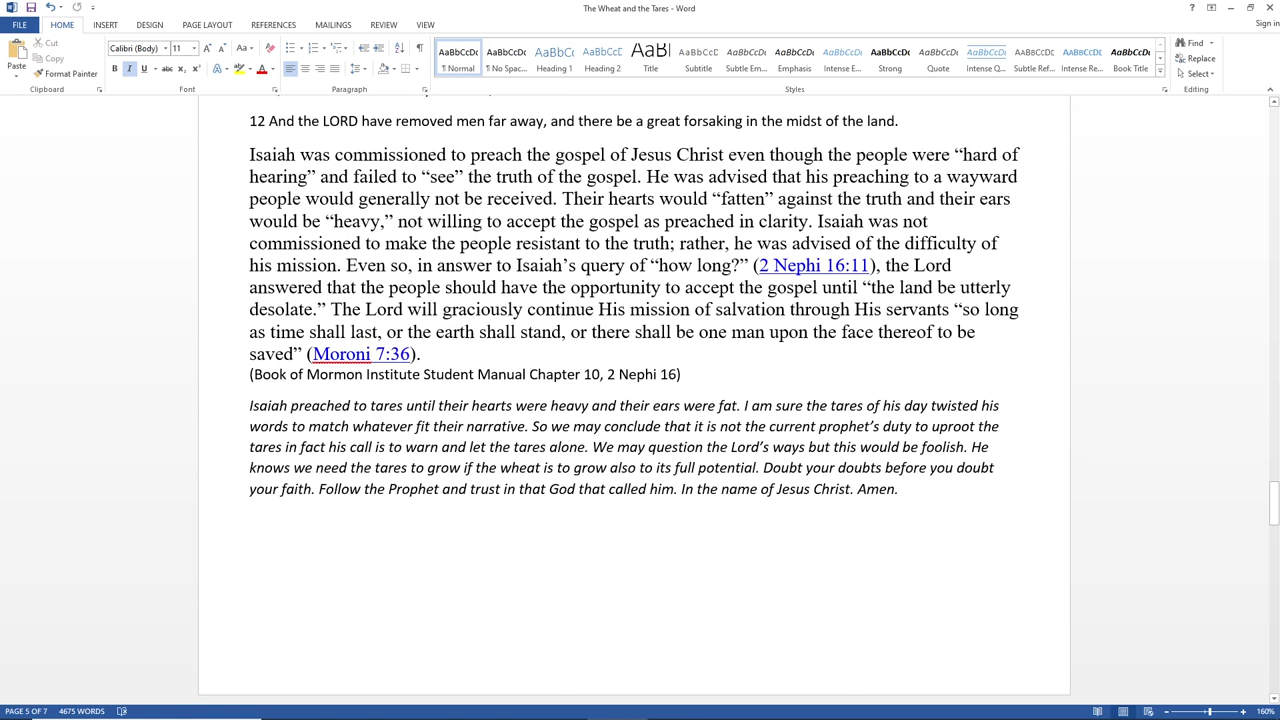 The Wheat and the Tares - Word
Sign in
FILE HOME INSERT DESIGN PAGE LAYOUT REFERENCES MAILINGS REVIEW VIEW
Paste
Cut
Copy
Format Painter
Clipboard
Calibri (Body) 11
Font
Paragraph
AaBbCcDc AaBbCcDc AaBbCc AaBbCc AaBl AaBbCcD AaBbCcDc AaBbCcDc AaBbCcDc AaBbCcDc AaBbCcDc AaBbCcDc AaBbCcDc AaBbCcDc AaBbCcDc
¶ Normal ¶ No Spac... Heading 1 Heading 2 Title Subtitle Subtle Em... Emphasis Intense E... Strong Quote Intense Q... Subtle Ref... Intense Re... Book Title
Styles
Find
Replace
Select
Editing
12 And the LORD have removed men far away, and there be a great forsaking in the midst of the land.
Isaiah was commissioned to preach the gospel of Jesus Christ even though the people were “hard of
hearing” and failed to “see” the truth of the gospel. He was advised that his preaching to a wayward
people would generally not be received. Their hearts would “fatten” against the truth and their ears
would be “heavy,” not willing to accept the gospel as preached in clarity. Isaiah was not
commissioned to make the people resistant to the truth; rather, he was advised of the difficulty of
his mission. Even so, in answer to Isaiah’s query of “how long?” (2 Nephi 16:11), the Lord
answered that the people should have the opportunity to accept the gospel until “the land be utterly
desolate.” The Lord will graciously continue His mission of salvation through His servants “so long
as time shall last, or the earth shall stand, or there shall be one man upon the face thereof to be
saved” (Moroni 7:36).
(Book of Mormon Institute Student Manual Chapter 10, 2 Nephi 16)
Isaiah preached to tares until their hearts were heavy and their ears were fat. I am sure the tares of his day twisted his
words to match whatever fit their narrative. So we may conclude that it is not the current prophet’s duty to uproot the
tares in fact his call is to warn and let the tares alone. We may question the Lord’s ways but this would be foolish. He
knows we need the tares to grow if the wheat is to grow also to its full potential. Doubt your doubts before you doubt
your faith. Follow the Prophet and trust in that God that called him. In the name of Jesus Christ. Amen.
PAGE 5 OF 7 4675 WORDS
160%